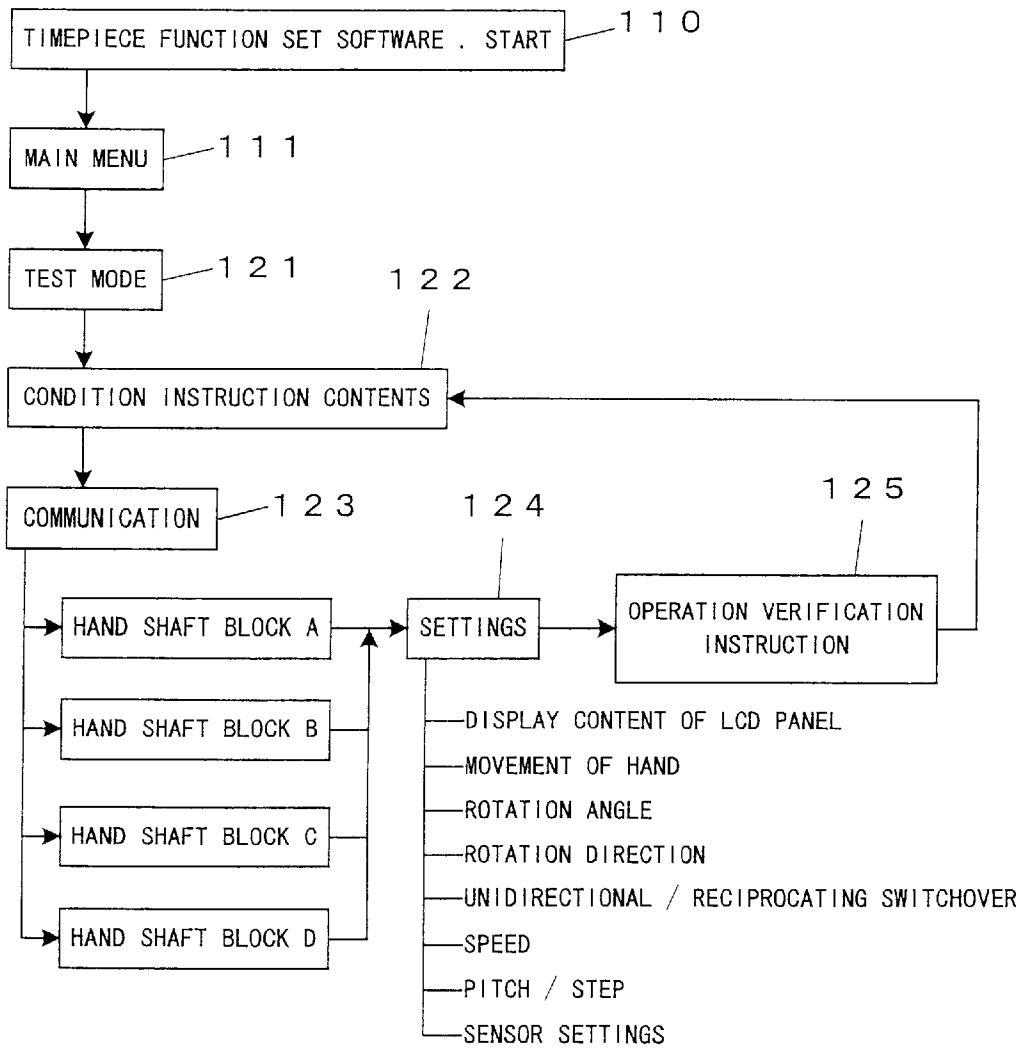 TIMEPIECE FUNCTION SET SOFTWARE . START
110
MAIN MENU
111
TEST MODE
121
122
CONDITION INSTRUCTION CONTENTS
COMMUNICATION
123
124
125
HAND SHAFT BLOCK A
SETTINGS
OPERATION VERIFICATION
INSTRUCTION
HAND SHAFT BLOCK B
HAND SHAFT BLOCK C
HAND SHAFT BLOCK D
DISPLAY CONTENT OF LCD PANEL
MOVEMENT OF HAND
ROTATION ANGLE
ROTATION DIRECTION
UNIDIRECTIONAL / RECIPROCATING SWITCHOVER
SPEED
PITCH / STEP
SENSOR SETTINGS